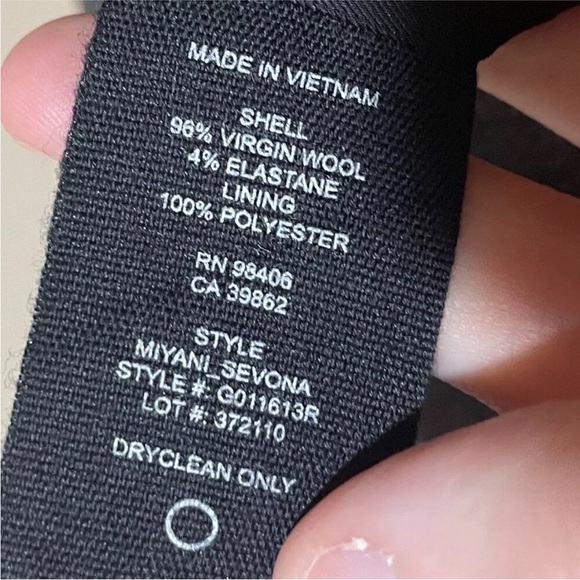 MADE IN VIETNAM
SHELL
96% VIRGIN WOOL
4% ELASTANE
LINING
100% POLYESTER
RN 98406
CA 39862
STYLE
MIYANI_SEVONA
STYLE #: G011613R
LOT #: 372110
DRYCLEAN ONLY